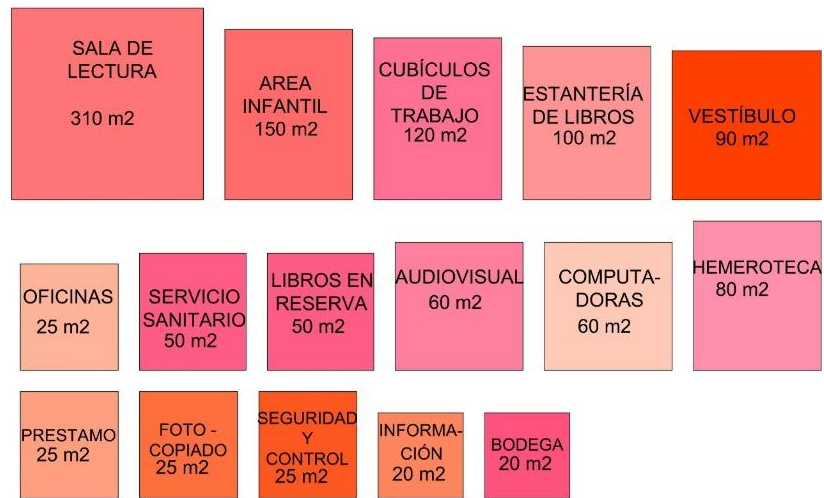 SALA DE
LECTURA
310 m2
AREA
INFANTIL
150 m2
CUBÍCULOS
DE
TRABAJO
120 m2
ESTANTERÍA
DE LIBROS
100 m2
VESTÍBULO
90 m2
OFICINAS
25 m2
SERVICIO
SANITARIO
50 m2
LIBROS EN
RESERVA
50 m2
AUDIOVISUAL
60 m2
COMPUTA-
DORAS
60 m2
HEMEROTECA
80 m2
PRESTAMO
25 m2
FOTO -
COPIADO
25 m2
SEGURIDAD
Y
CONTROL
25 m2
INFORMA-
CIÓN
20 m2
BODEGA
20 m2